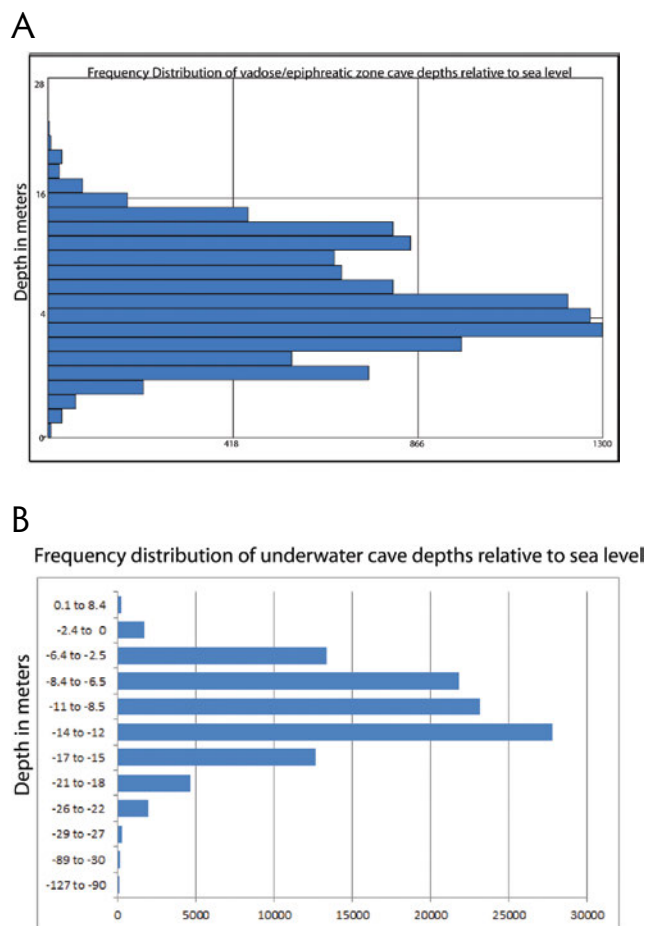 A
Frequency Distribution of vadose/epiphreatic zone cave depths relative to sea level
28
16
4
0
Depth in meters
418
866
1300
B
Frequency distribution of underwater cave depths relative to sea level
Depth in meters
0.1 to 8.4
-2.4 to 0
-6.4 to -2.5
-8.4 to -6.5
-11 to -8.5
-14 to -12
-17 to -15
-21 to -18
-26 to -22
-29 to -27
-89 to -30
-127 to -90
0
5000
10000
15000
20000
25000
30000